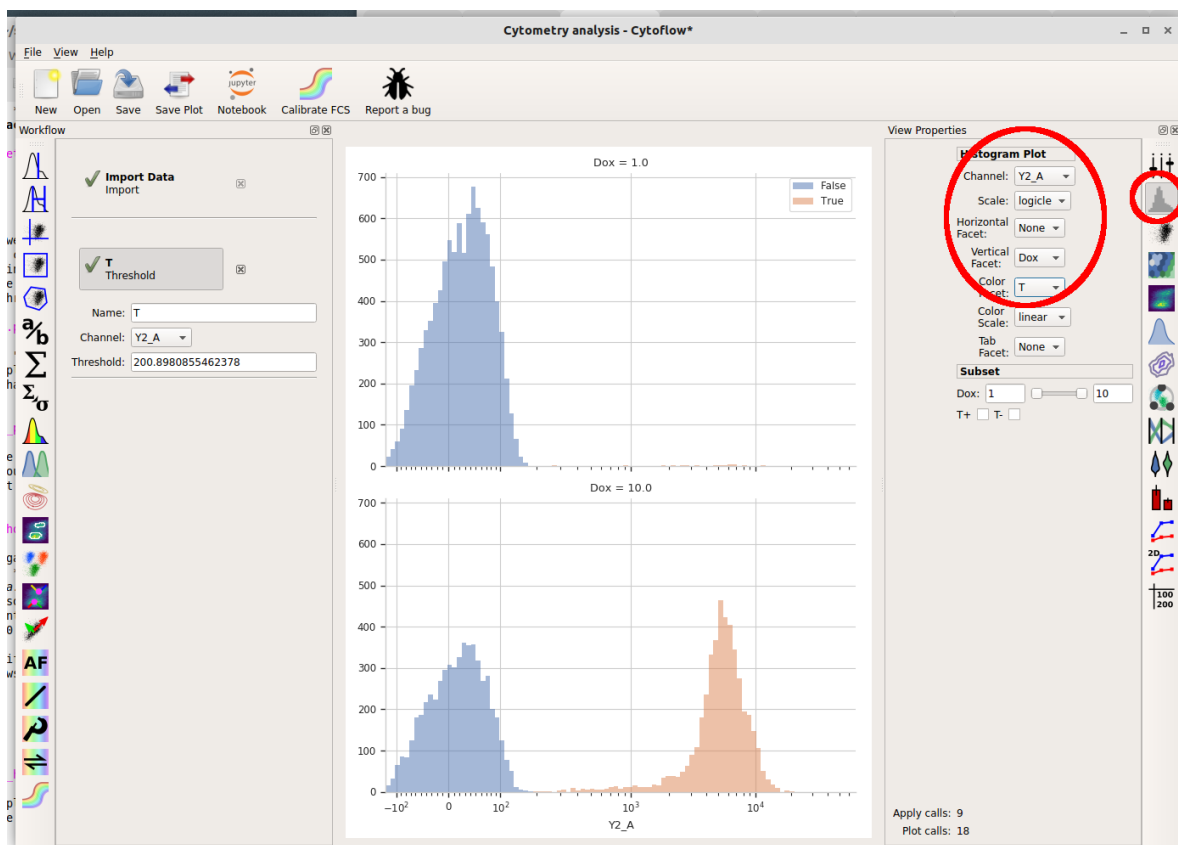 Cytometry analysis - Cytoflow*
File View Help
New Open Save Save Plot Notebook Calibrate FCS Report a bug
jupyter
Workflow
Import Data
Import
T
Threshold
Name: T
Channel: Y2_A
Threshold: 200.8980855462378
a/b
Σ
Σ,σ
AF
Dox = 1.0
False
True
700
600
500
400
300
200
100
0
Dox = 10.0
700
600
500
400
300
200
100
0
−10² 0 10² 10³ 10⁴
Y2_A
View Properties
Histogram Plot
Channel: Y2_A
Scale: logicle
Horizontal
Facet: None
Vertical
Facet: Dox
Color
Facet: T
Color
Scale: linear
Tab
Facet: None
Subset
Dox: 1 10
T+ T-
Apply calls: 9
Plot calls: 18
2D
100
200